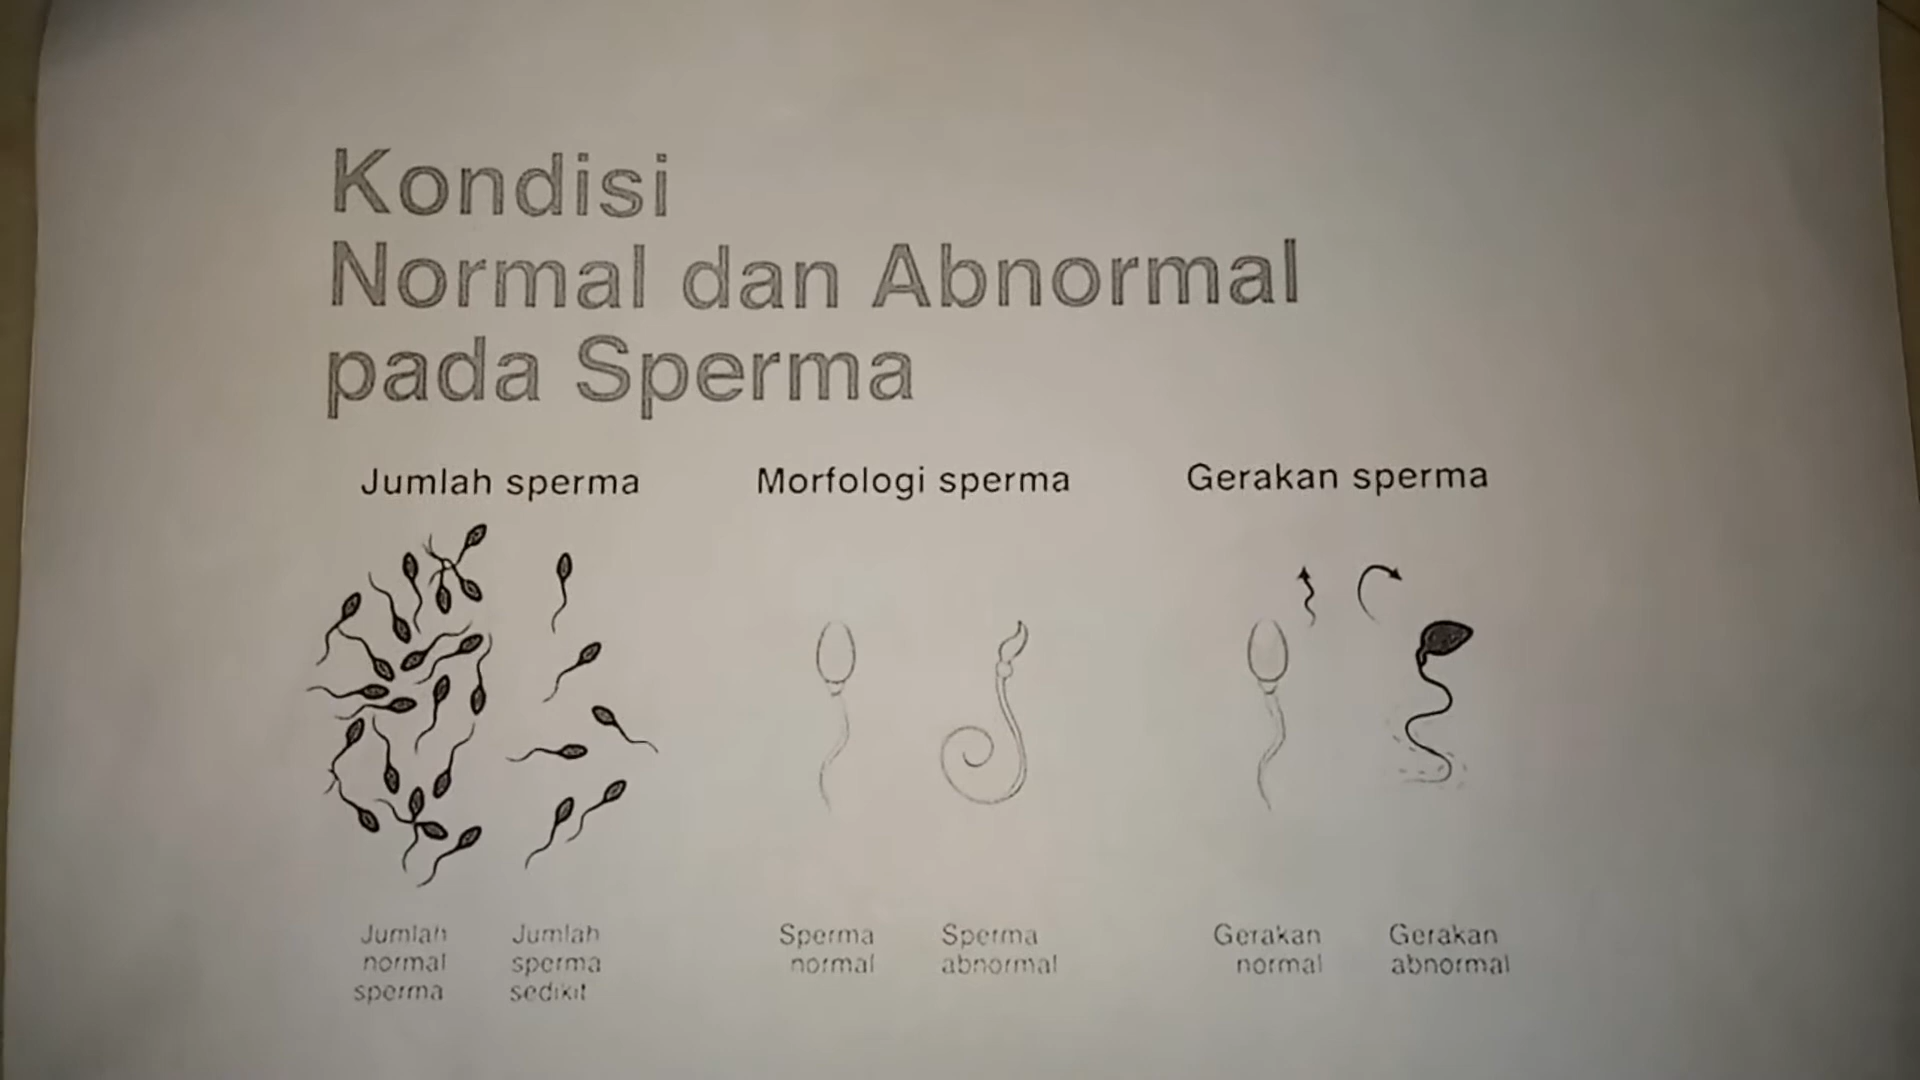 Kondisi
Normal dan Abnormal
pada Sperma
Jumlah sperma
Morfologi sperma
Gerakan sperma
Jumlah
normal
sperma
Jumlah
sperma
sedikit
Sperma
normal
Sperma
abnormal
Gerakan
normal
Gerakan
abnormal